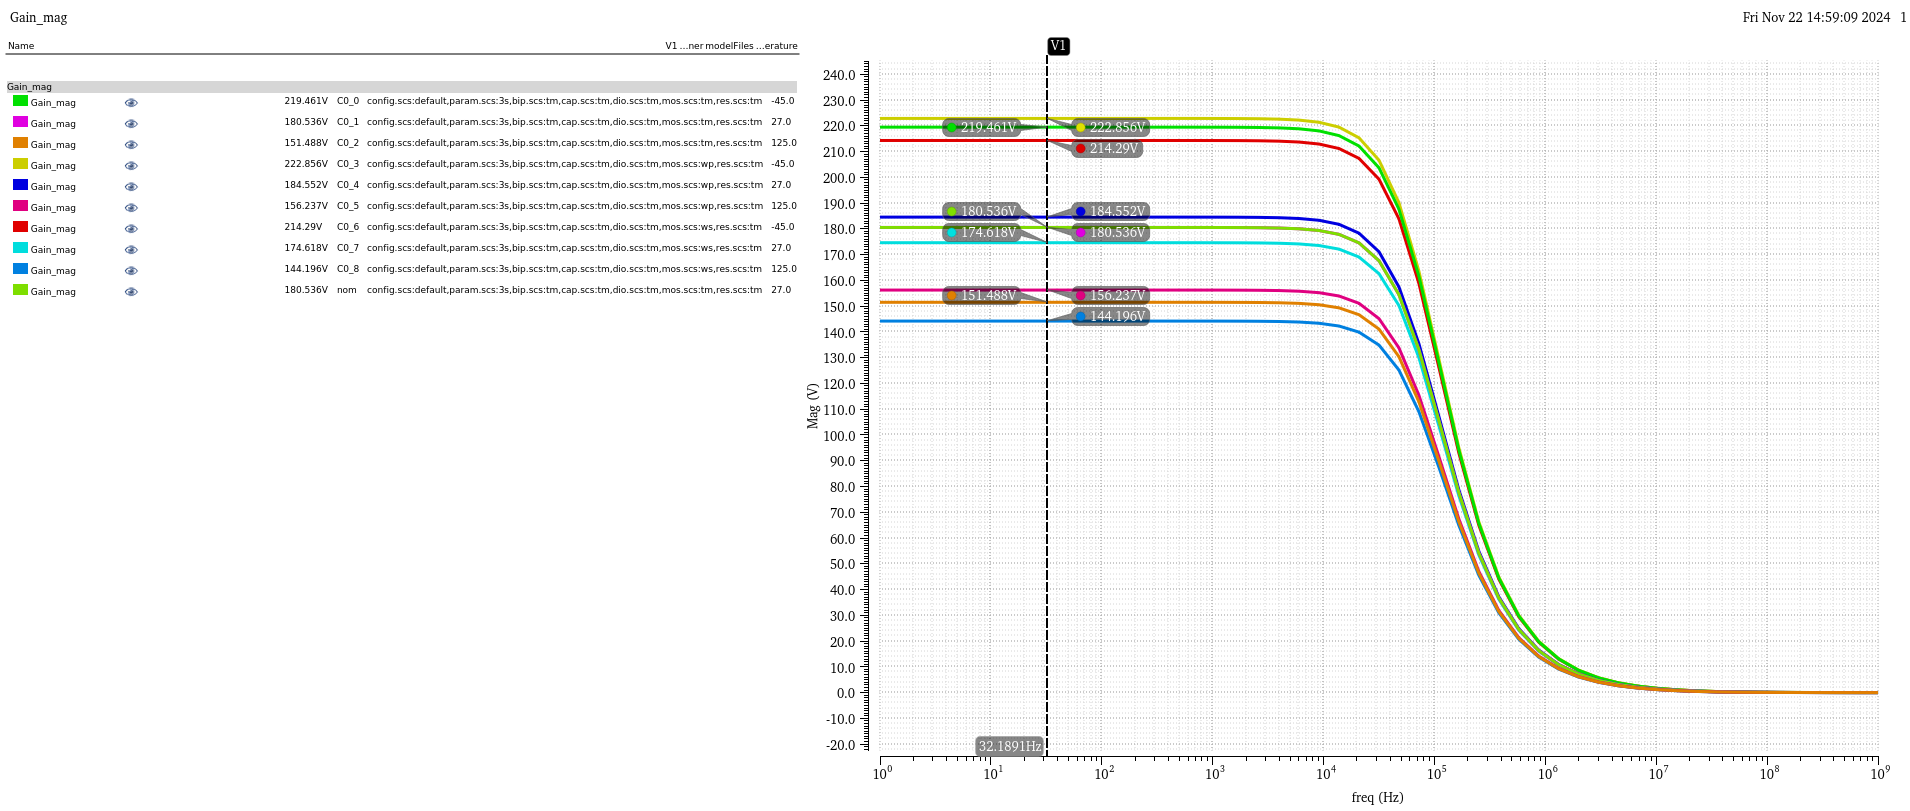 Gain_mag
Fri Nov 22 14:59:09 2024 1
Name V1 ...ner modelFiles ...erature
Gain_mag
Gain_mag 219.461V C0_0 config.scs:default,param.scs:3s,bip.scs:tm,cap.scs:tm,dio.scs:tm,mos.scs:tm,res.scs:tm -45.0
Gain_mag 180.536V C0_1 config.scs:default,param.scs:3s,bip.scs:tm,cap.scs:tm,dio.scs:tm,mos.scs:tm,res.scs:tm 27.0
Gain_mag 151.488V C0_2 config.scs:default,param.scs:3s,bip.scs:tm,cap.scs:tm,dio.scs:tm,mos.scs:tm,res.scs:tm 125.0
Gain_mag 222.856V C0_3 config.scs:default,param.scs:3s,bip.scs:tm,cap.scs:tm,dio.scs:tm,mos.scs:wp,res.scs:tm -45.0
Gain_mag 184.552V C0_4 config.scs:default,param.scs:3s,bip.scs:tm,cap.scs:tm,dio.scs:tm,mos.scs:wp,res.scs:tm 27.0
Gain_mag 156.237V C0_5 config.scs:default,param.scs:3s,bip.scs:tm,cap.scs:tm,dio.scs:tm,mos.scs:wp,res.scs:tm 125.0
Gain_mag 214.29V C0_6 config.scs:default,param.scs:3s,bip.scs:tm,cap.scs:tm,dio.scs:tm,mos.scs:ws,res.scs:tm -45.0
Gain_mag 174.618V C0_7 config.scs:default,param.scs:3s,bip.scs:tm,cap.scs:tm,dio.scs:tm,mos.scs:ws,res.scs:tm 27.0
Gain_mag 144.196V C0_8 config.scs:default,param.scs:3s,bip.scs:tm,cap.scs:tm,dio.scs:tm,mos.scs:ws,res.scs:tm 125.0
Gain_mag 180.536V nom config.scs:default,param.scs:3s,bip.scs:tm,cap.scs:tm,dio.scs:tm,mos.scs:tm,res.scs:tm 27.0
V1
240.0
230.0
220.0
210.0
200.0
190.0
180.0
170.0
160.0
150.0
140.0
130.0
120.0
110.0
100.0
90.0
80.0
70.0
60.0
50.0
40.0
30.0
20.0
10.0
0.0
-10.0
-20.0
Mag (V)
219.461V 222.856V
214.29V
180.536V 184.552V
174.618V 180.536V
151.488V 156.237V
144.196V
32.1891Hz
10⁰ 10¹ 10² 10³ 10⁴ 10⁵ 10⁶ 10⁷ 10⁸ 10⁹
freq (Hz)